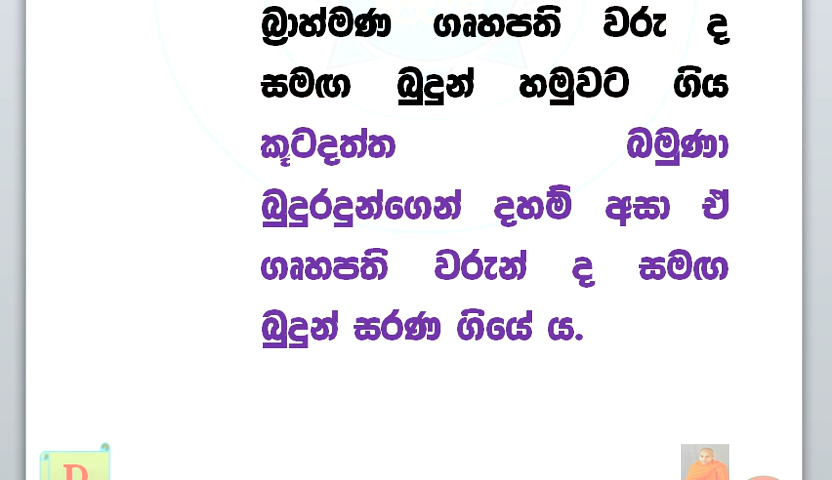 බ්‍රාහ්මණ ගෘහපති වරු ද
සමඟ බුදුන් හමුවට ගිය
කූටදත්ත බමුණා
බුදුරදුන්ගෙන් දහම් අසා ඒ
ගෘහපති වරුන් ද සමඟ
බුදුන් සරණ ගියේ ය.